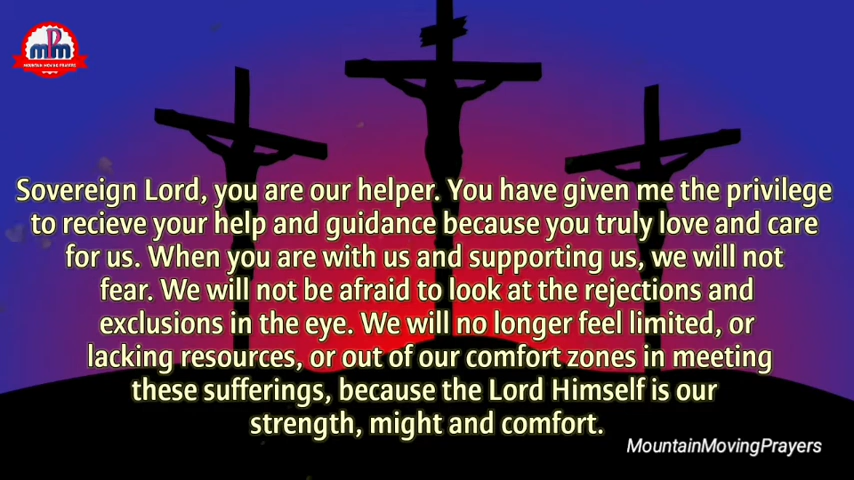 mPm
MOUNTAIN MOVING PRAYERS
Sovereign Lord, you are our helper. You have given me the privilege
to recieve your help and guidance because you truly love and care
for us. When you are with us and supporting us, we will not
fear. We will not be afraid to look at the rejections and
exclusions in the eye. We will no longer feel limited, or
lacking resources, or out of our comfort zones in meeting
these sufferings, because the Lord Himself is our
strength, might and comfort.
MountainMovingPrayers